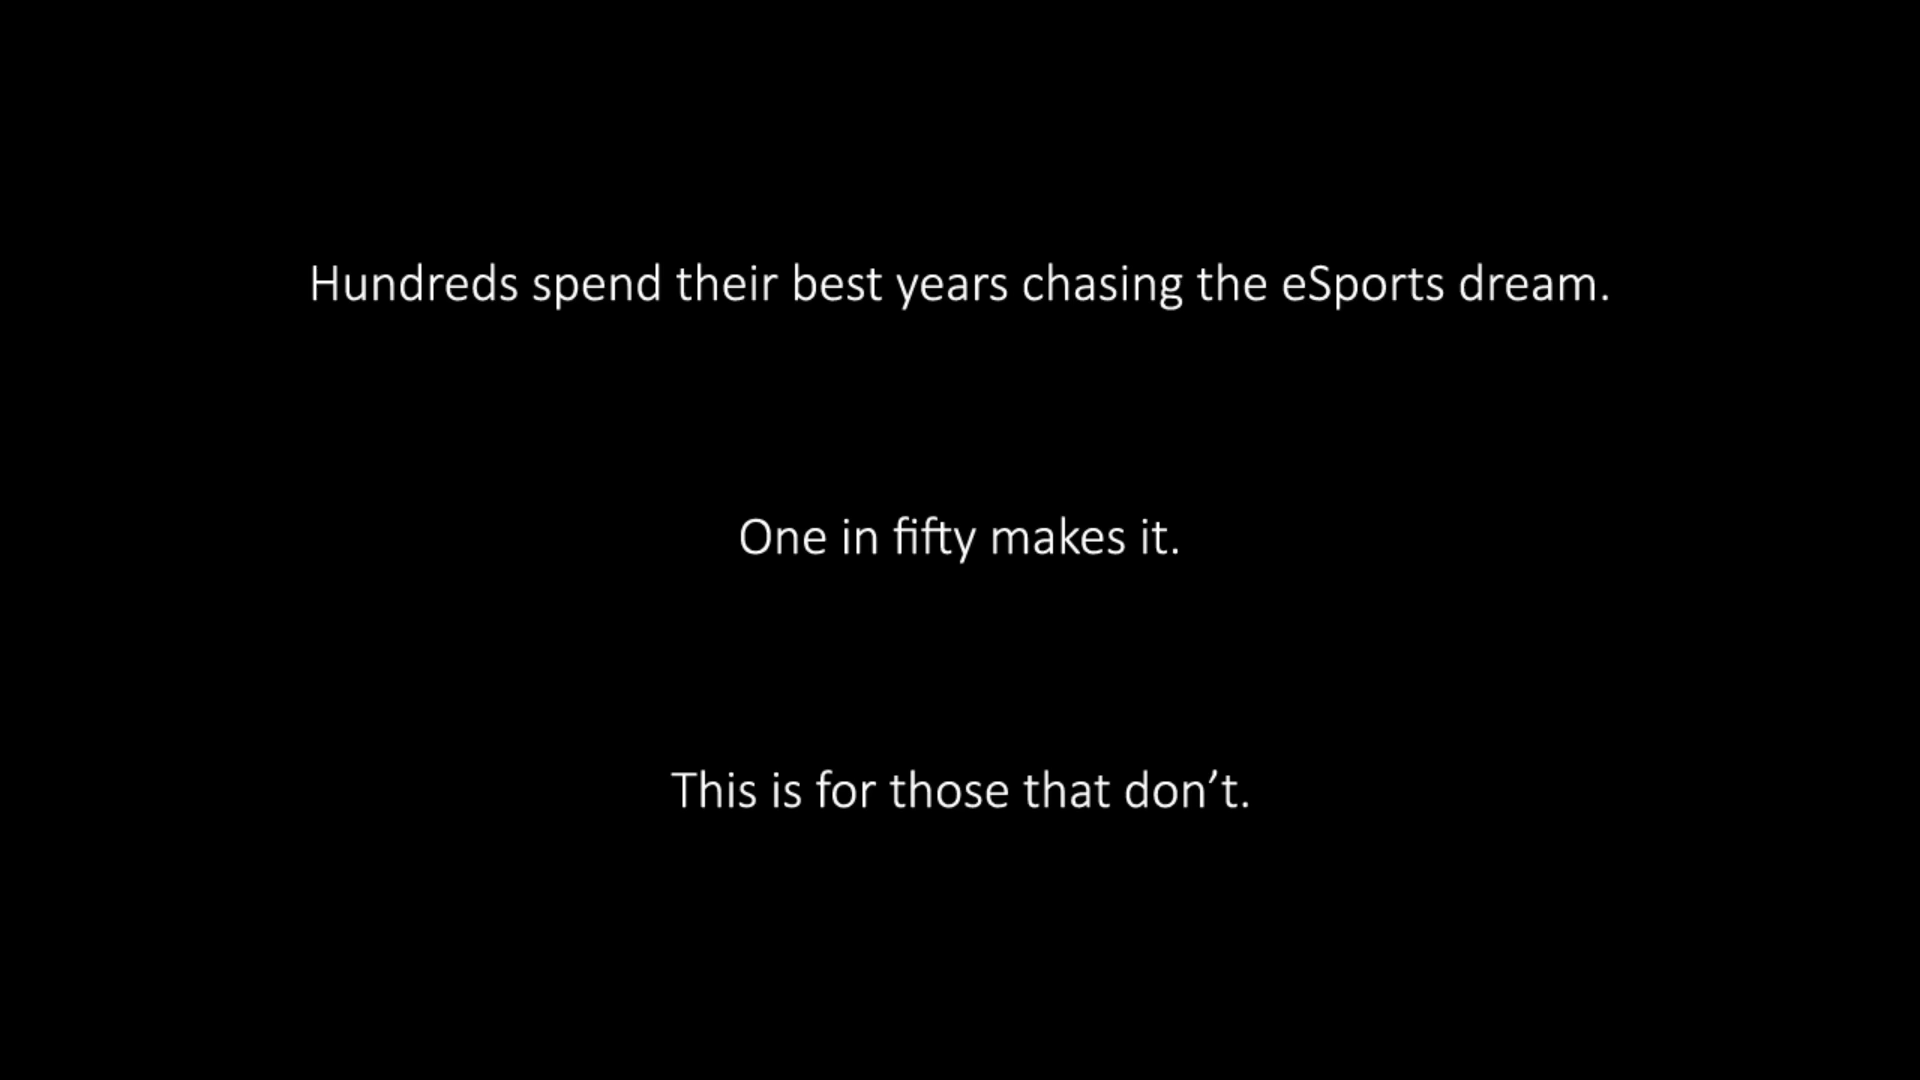 Hundreds spend their best years chasing the eSports dream.
One in fifty makes it.
This is for those that don’t.